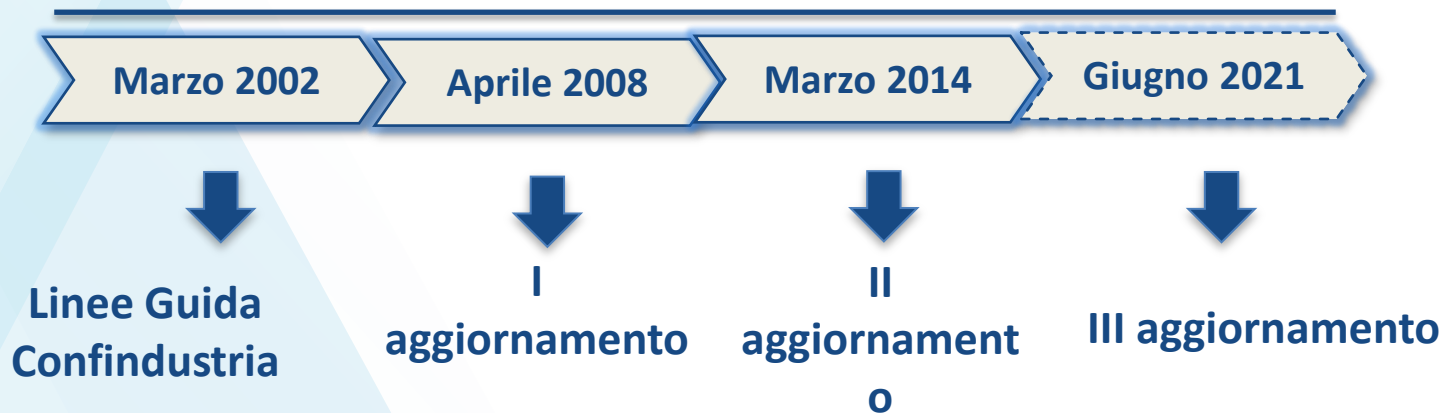 Marzo 2002
Aprile 2008
Marzo 2014
Giugno 2021
Linee Guida
Confindustria
I
aggiornamento
II
aggiornament
o
III aggiornamento